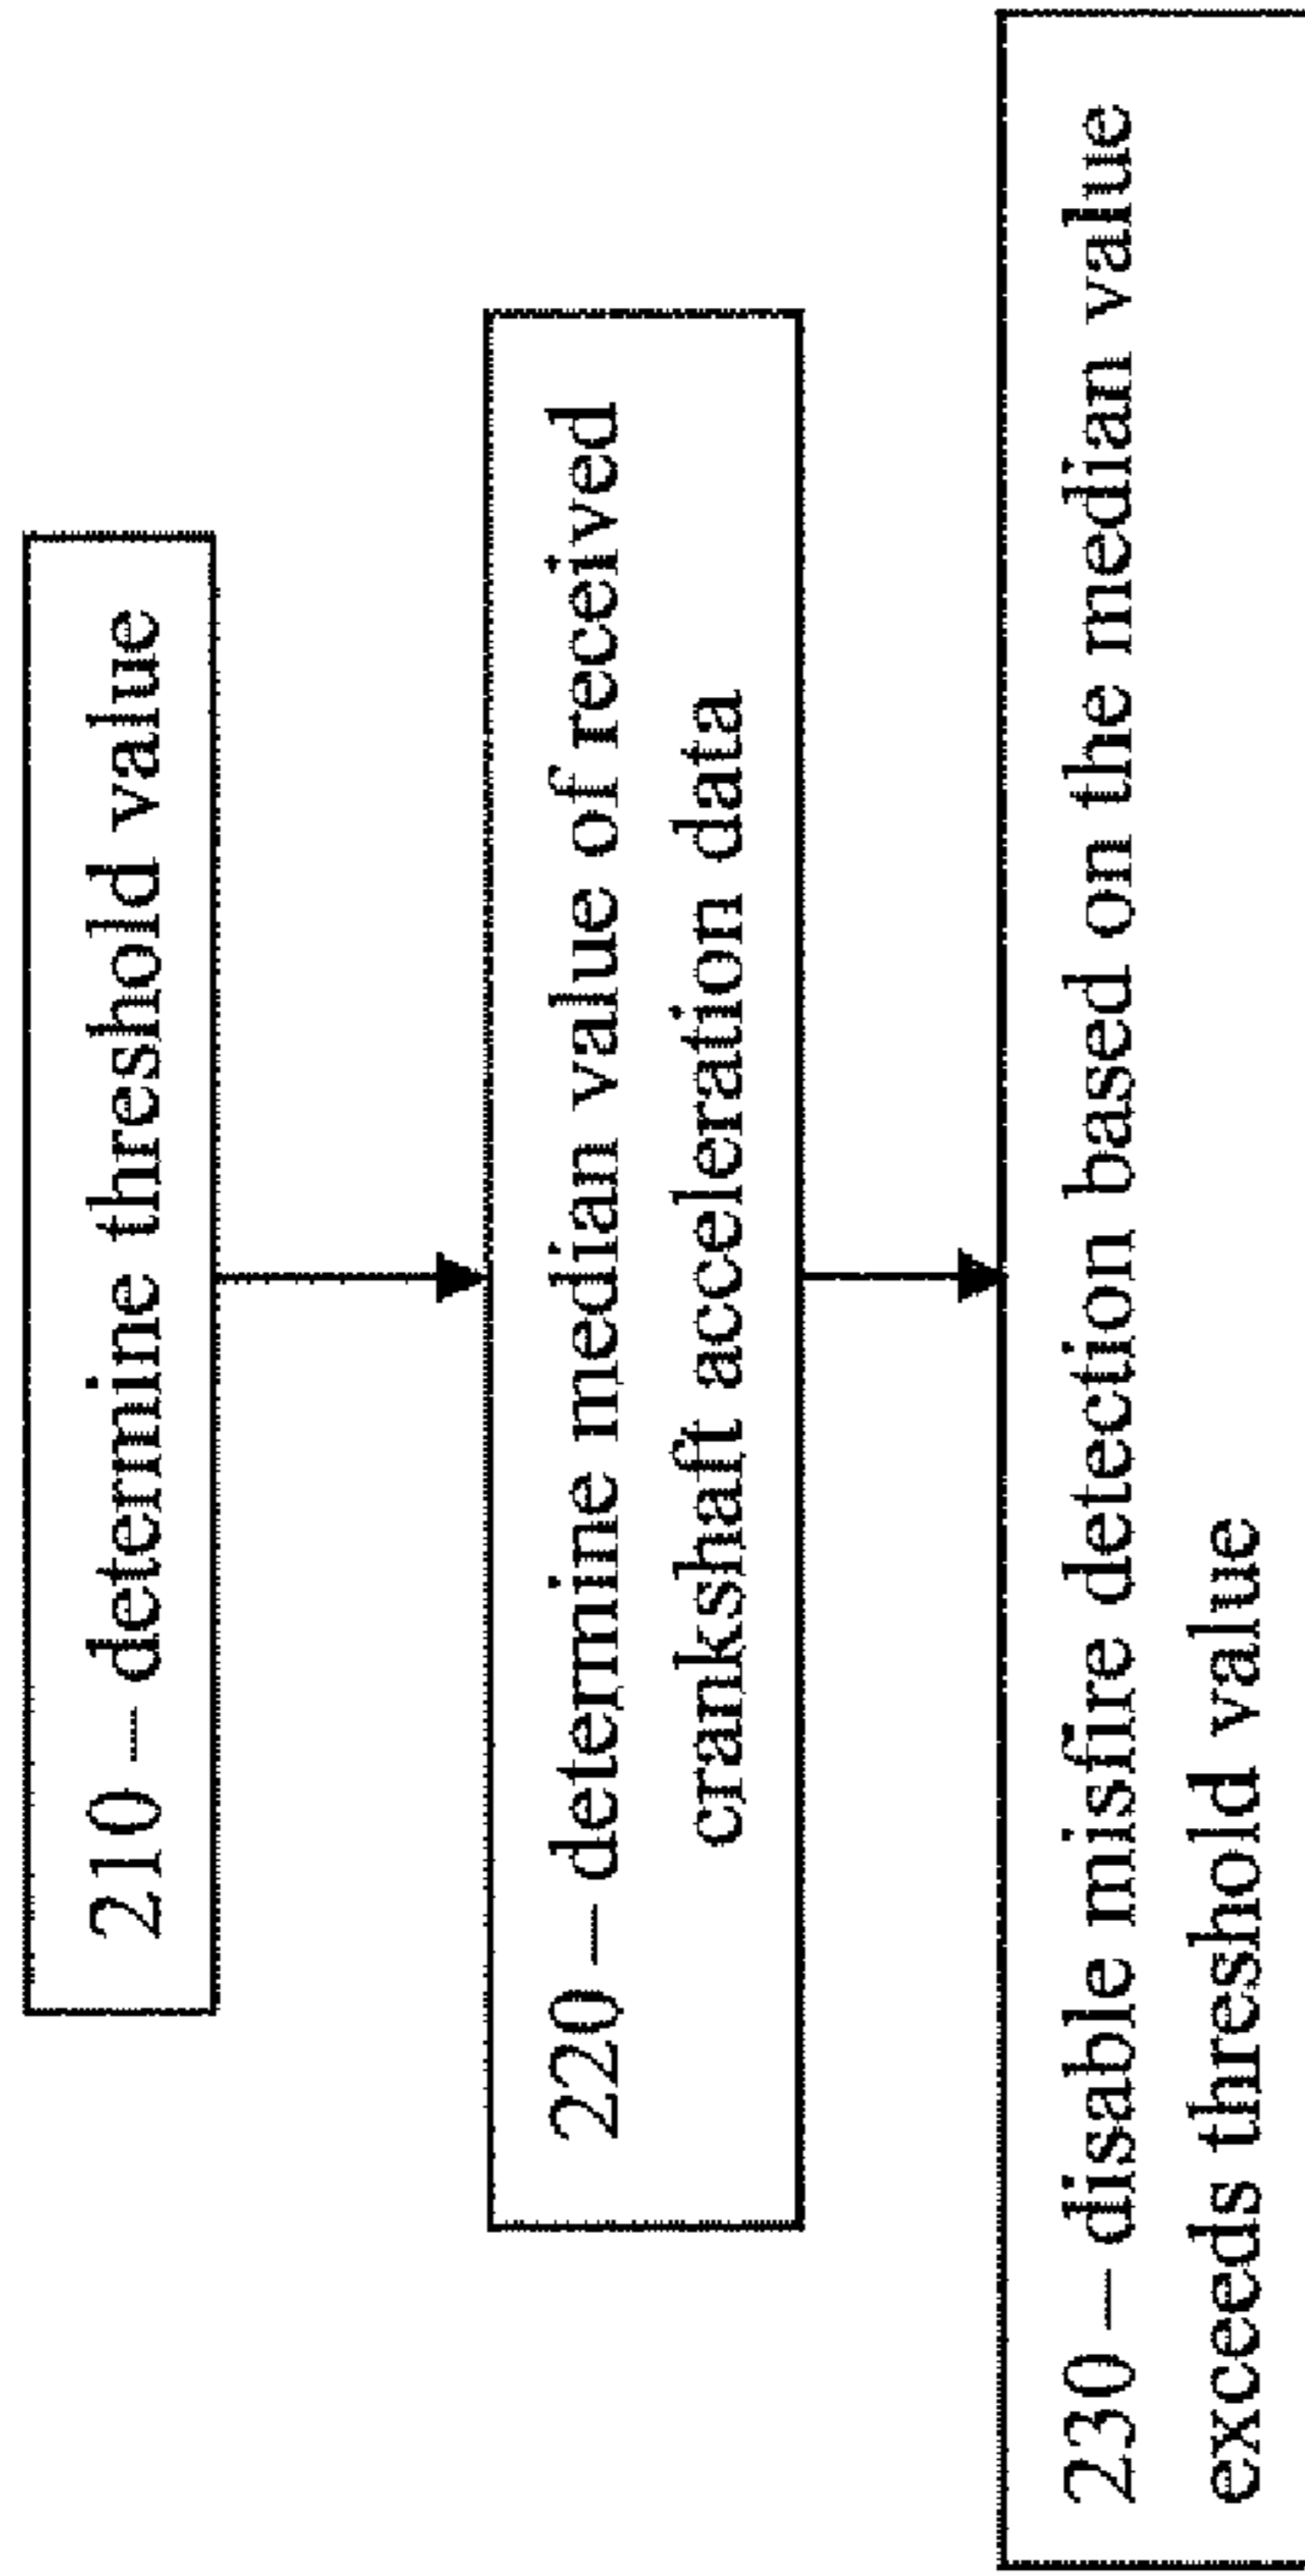 210 – determine threshold value
220 – determine median value of received
crankshaft acceleration data
230 – disable misfire detection based on the median value
exceeds threshold value